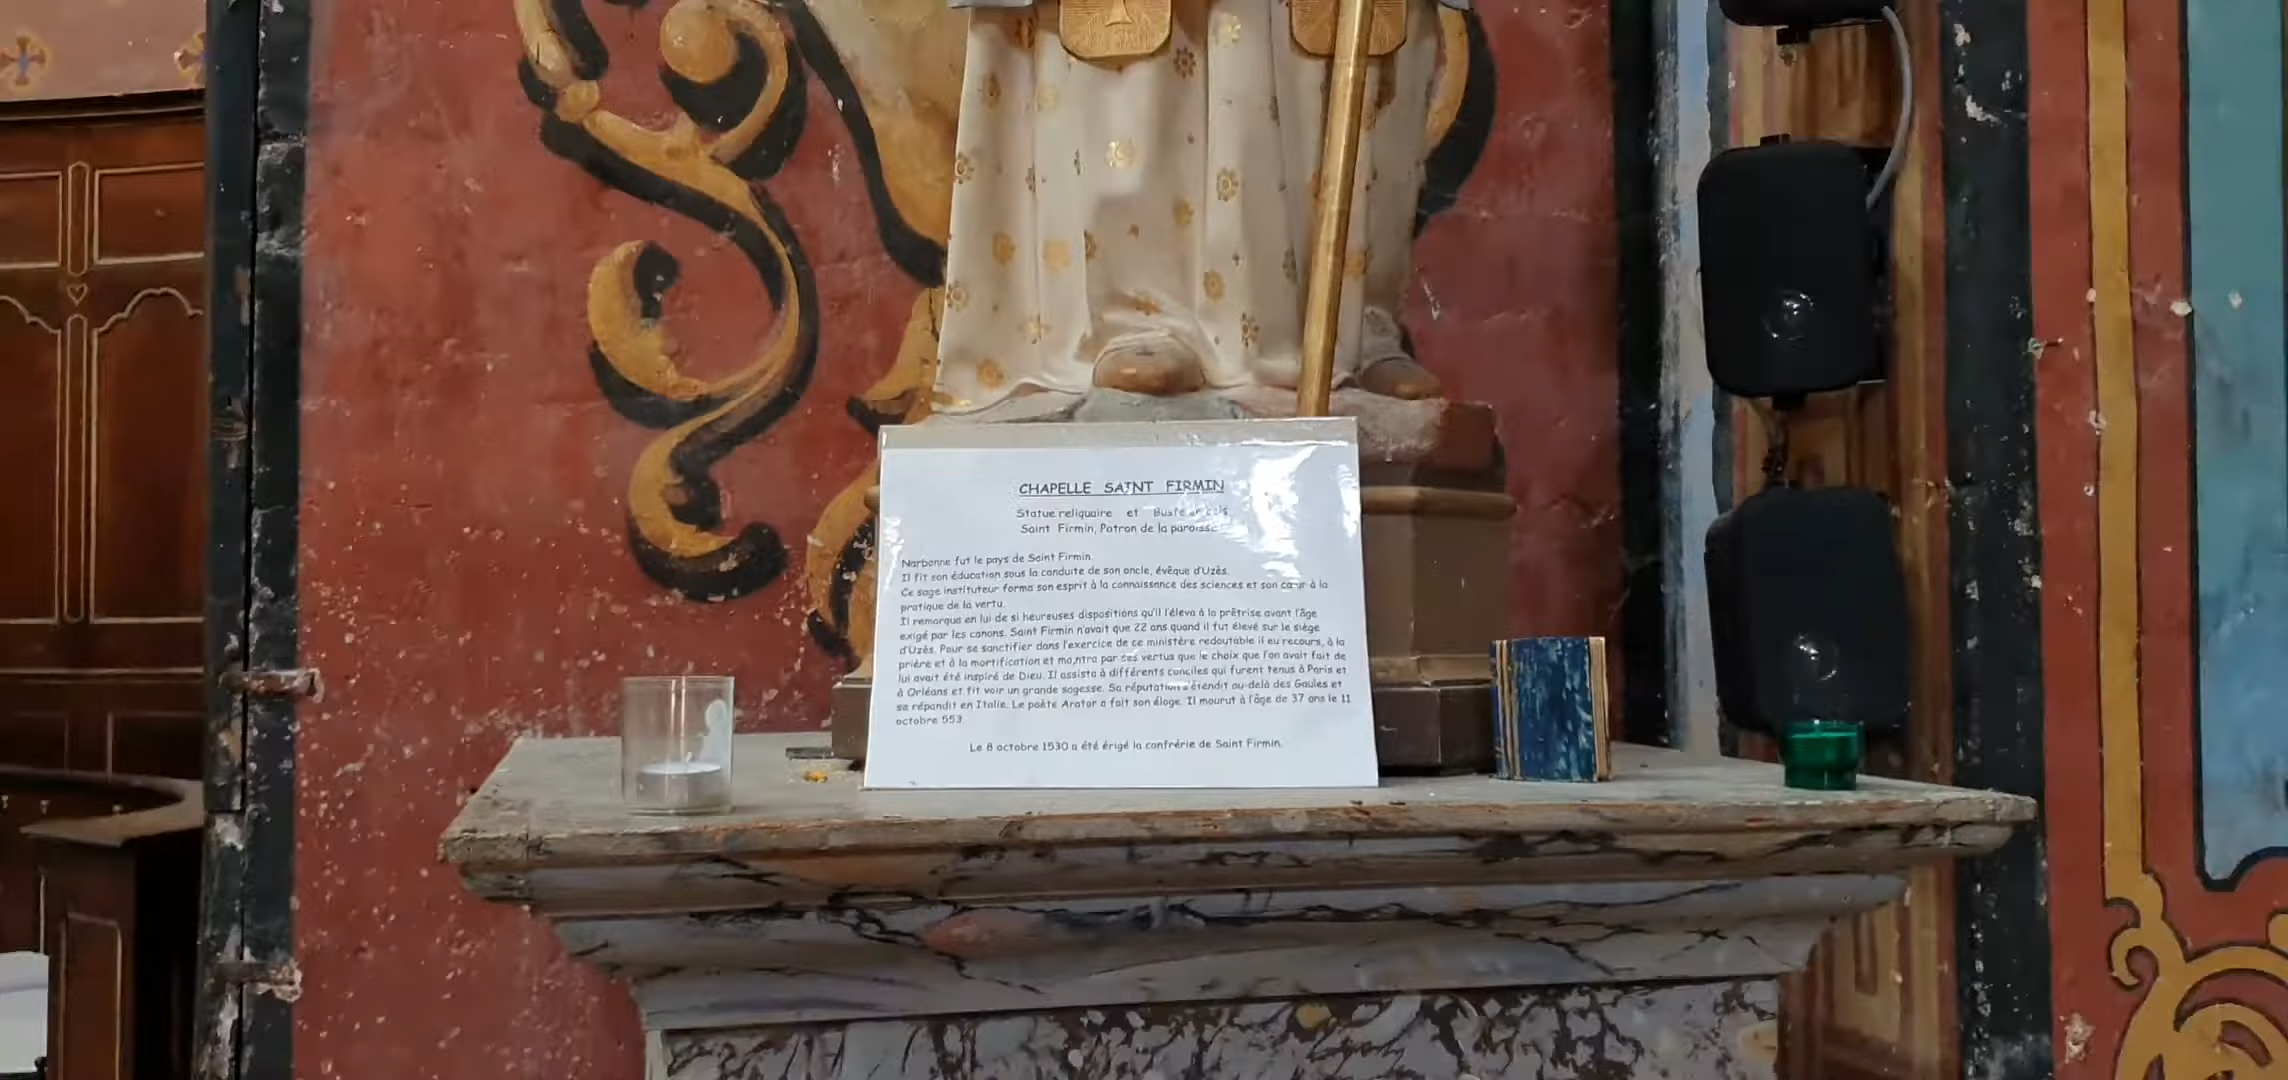 CHAPELLE SAINT FIRMIN
Statue reliquaire et Buste en bois
Saint Firmin, Patron de la paroisse
Narbonne fut le pays de Saint Firmin.
Il fit son éducation sous la conduite de son oncle, évêque d'Uzès.
Ce sage instituteur forma son esprit à la connaissance des sciences et son cœur à la
pratique de la vertu.
Il remarqua en lui de si heureuses dispositions qu'il l'éleva à la prêtrise avant l'âge
exigé par les canons. Saint Firmin n'avait que 22 ans quand il fut élevé sur le siège
d'Uzès. Pour se sanctifier dans l'exercice de ce ministère redoutable il eu recours, à la
prière et à la mortification et montra par ses vertus que le choix que l'on avait fait de
lui avait été inspiré de Dieu. Il assista à différents conciles qui furent tenus à Paris et
à Orléans et fit voir un grande sagesse. Sa réputation s'étendit au-delà des Gaules et
se répandit en Italie. Le poète Arator a fait son éloge. Il mourut à l'âge de 37 ans le 11
octobre 553.
Le 8 octobre 1530 a été érigé la confrérie de Saint Firmin.